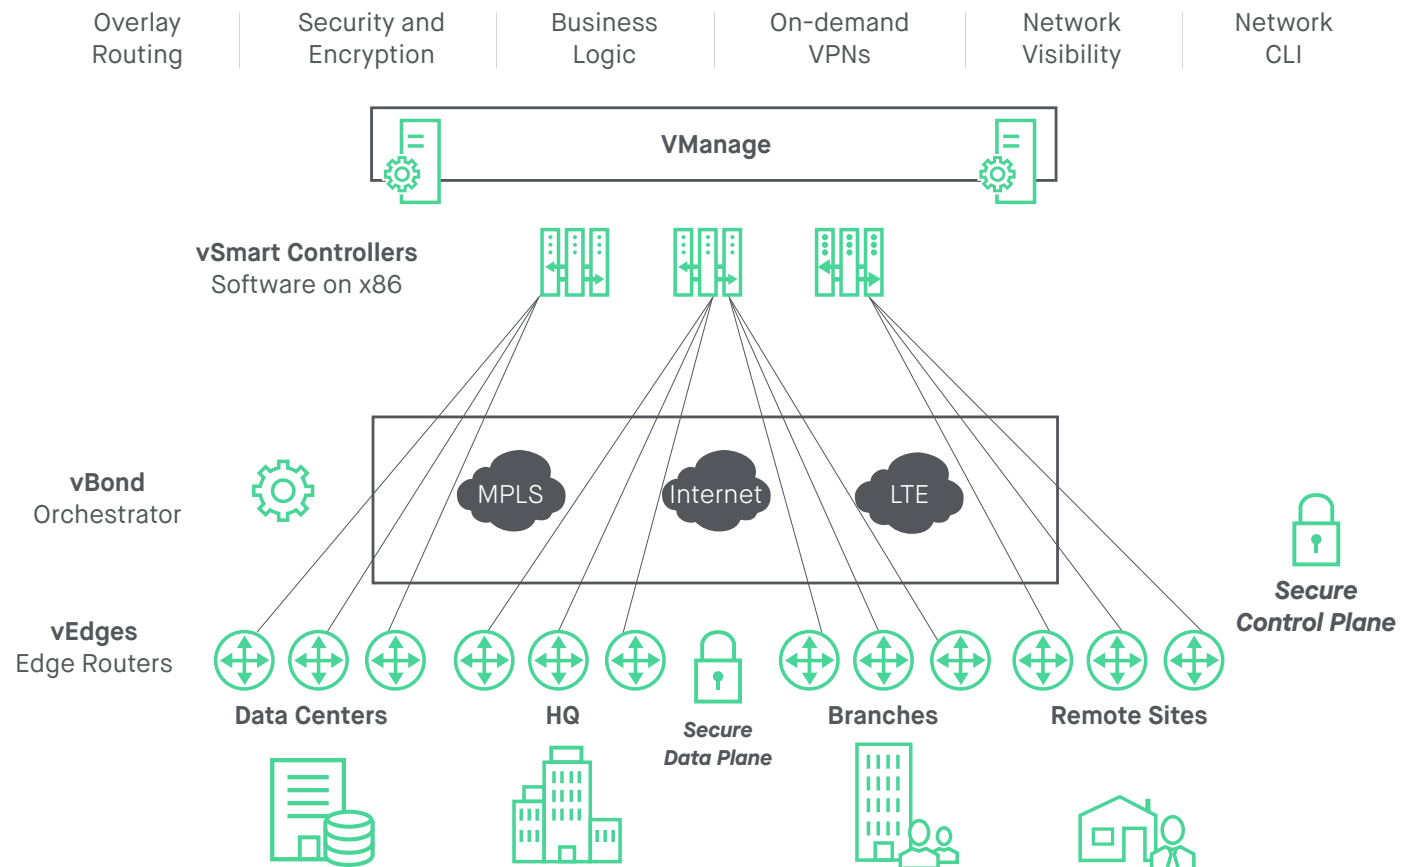 Overlay
Routing
Security and
Encryption
Business
Logic
On-demand
VPNs
Network
Visibility
Network
CLI
VManage
vSmart Controllers
Software on x86
vBond
Orchestrator
MPLS
Internet
LTE
Secure
Control Plane
vEdges
Edge Routers
Data Centers
HQ
Secure
Data Plane
Branches
Remote Sites